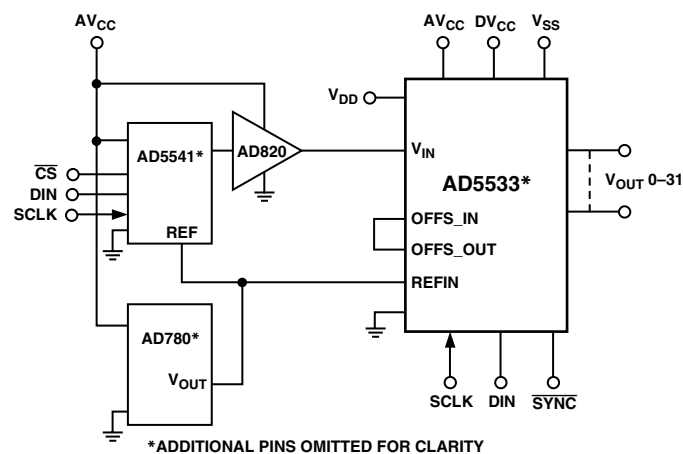 AVCC
AVCC
DVCC
VSS
VDD
AD5541*
AD820
VIN
CS
DIN
SCLK
AD5533*
VOUT 0–31
OFFS_IN
OFFS_OUT
REF
REFIN
AD780*
VOUT
SCLK
DIN
SYNC
*ADDITIONAL PINS OMITTED FOR CLARITY